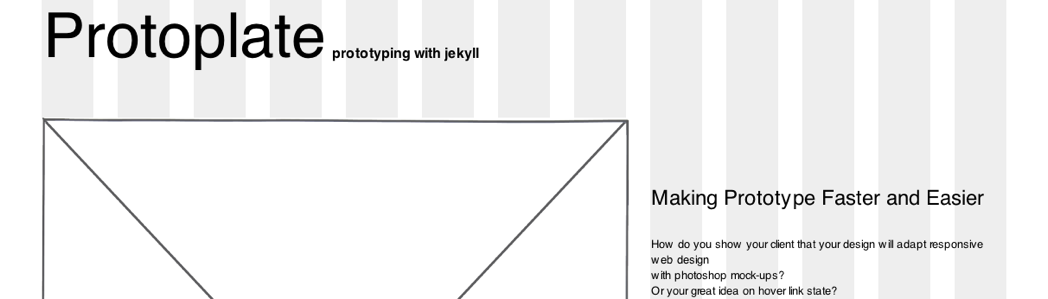 Protoplate prototyping with jekyll
Making Prototype Faster and Easier
How do you show your client that your design will adapt responsive
web design
with photoshop mock-ups?
Or your great idea on hover link state?